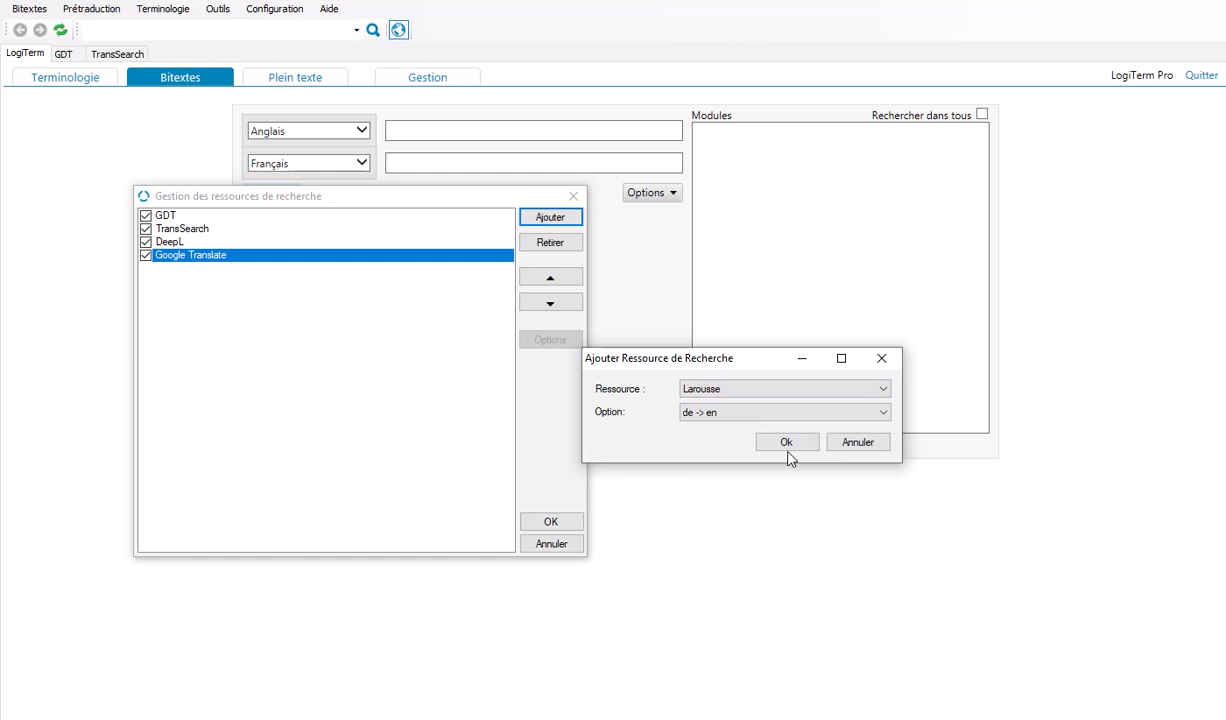 Bitextes Prétraduction Terminologie Outils Configuration Aide
LogiTerm GDT TransSearch
Terminologie Bitextes Plein texte Gestion
LogiTerm Pro Quitter
Modules Rechercher dans tous
Anglais
Français
Options
Gestion des ressources de recherche
GDT
TransSearch
DeepL
Google Translate
Ajouter
Retirer
Options
OK
Annuler
Ajouter Ressource de Recherche
Ressource : Larousse
Option: de -> en
Ok Annuler